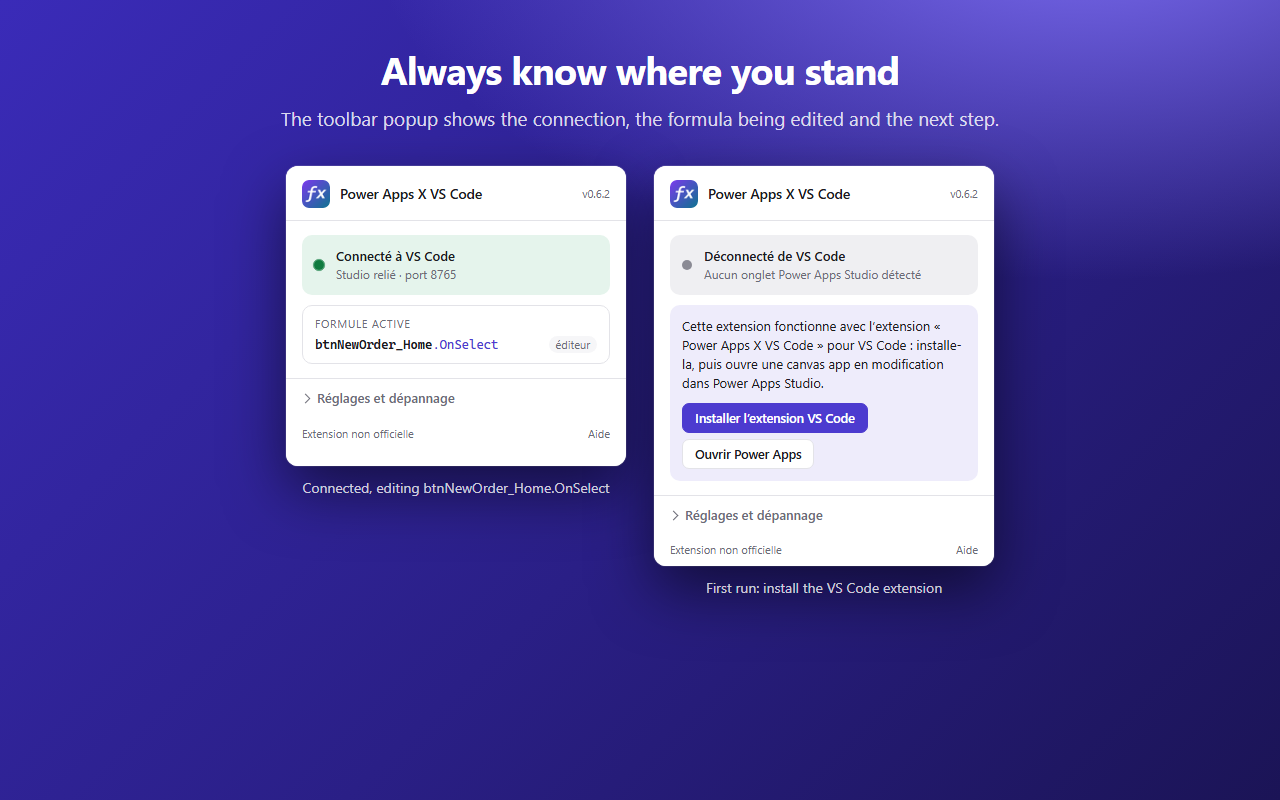 Always know where you stand
The toolbar popup shows the connection, the formula being edited and the next step.
fx Power Apps X VS Code v0.6.2
Connecté à VS Code
Studio relié · port 8765
FORMULE ACTIVE
btnNewOrder_Home.OnSelect éditeur
Réglages et dépannage
Extension non officielle Aide
Connected, editing btnNewOrder_Home.OnSelect
fx Power Apps X VS Code v0.6.2
Déconnecté de VS Code
Aucun onglet Power Apps Studio détecté
Cette extension fonctionne avec l’extension «
Power Apps X VS Code » pour VS Code : installe-
la, puis ouvre une canvas app en modification
dans Power Apps Studio.
Installer l’extension VS Code
Ouvrir Power Apps
Réglages et dépannage
Extension non officielle Aide
First run: install the VS Code extension